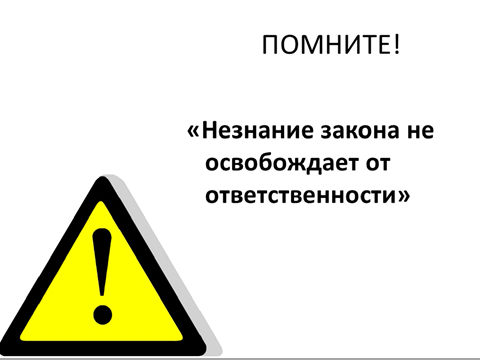 ПОМНИТЕ!
«Незнание закона не
освобождает от
ответственности»